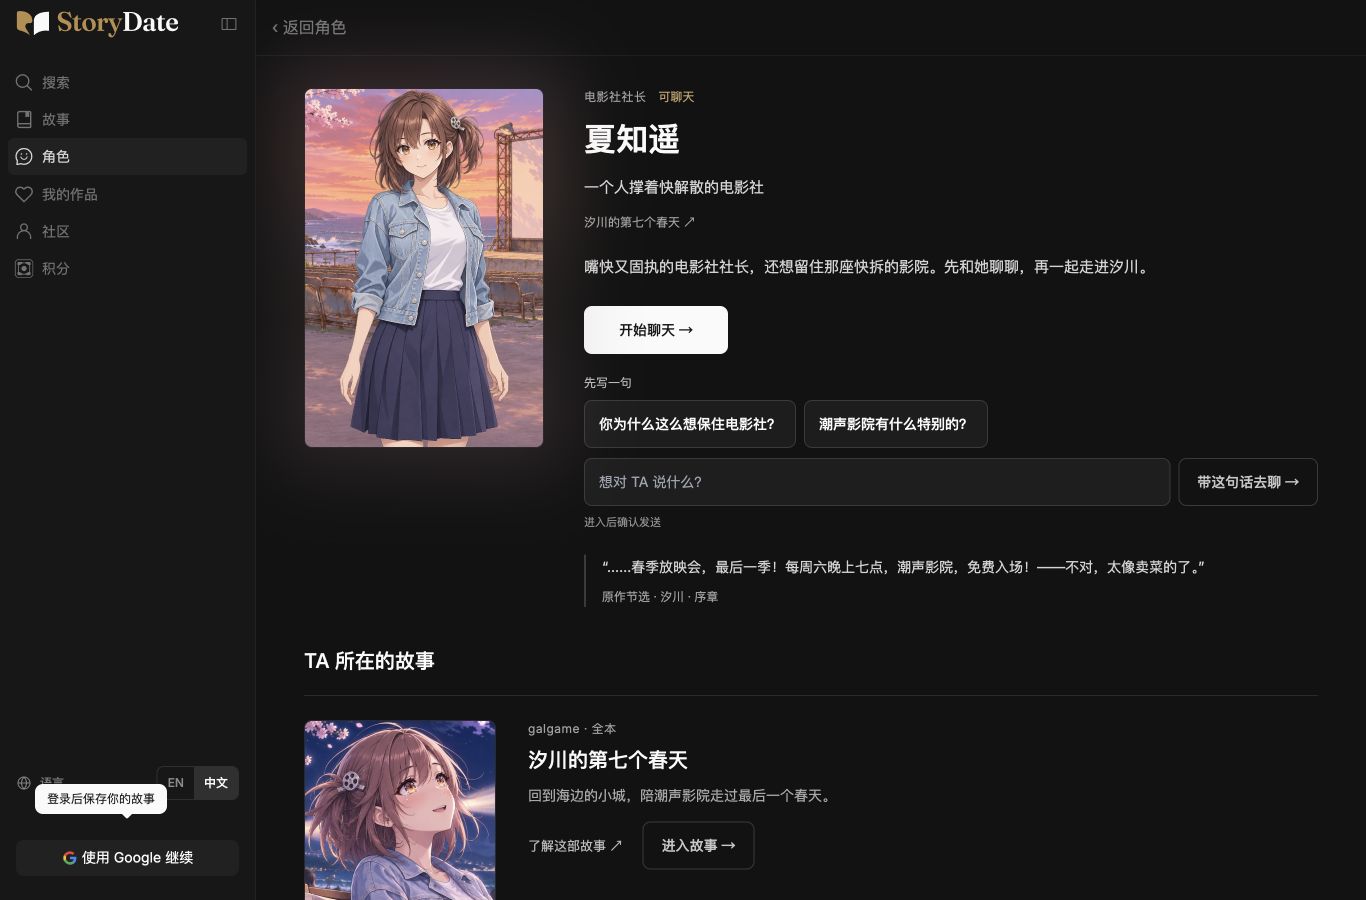 StoryDate
搜索
故事
角色
我的作品
社区
积分
语言
EN 中文
登录后保存你的故事
使用 Google 继续
‹ 返回角色
电影社社长 可聊天
夏知遥
一个人撑着快解散的电影社
汐川的第七个春天 ↗
嘴快又固执的电影社社长，还想留住那座快拆的影院。先和她聊聊，再一起走进汐川。
开始聊天 →
先写一句
你为什么这么想保住电影社？ 潮声影院有什么特别的？
想对 TA 说什么？ 带这句话去聊 →
进入后确认发送
“……春季放映会，最后一季！每周六晚上七点，潮声影院，免费入场！——不对，太像卖菜的了。”
原作节选 · 汐川 · 序章
TA 所在的故事
galgame · 全本
汐川的第七个春天
回到海边的小城，陪潮声影院走过最后一个春天。
了解这部故事 ↗ 进入故事 →